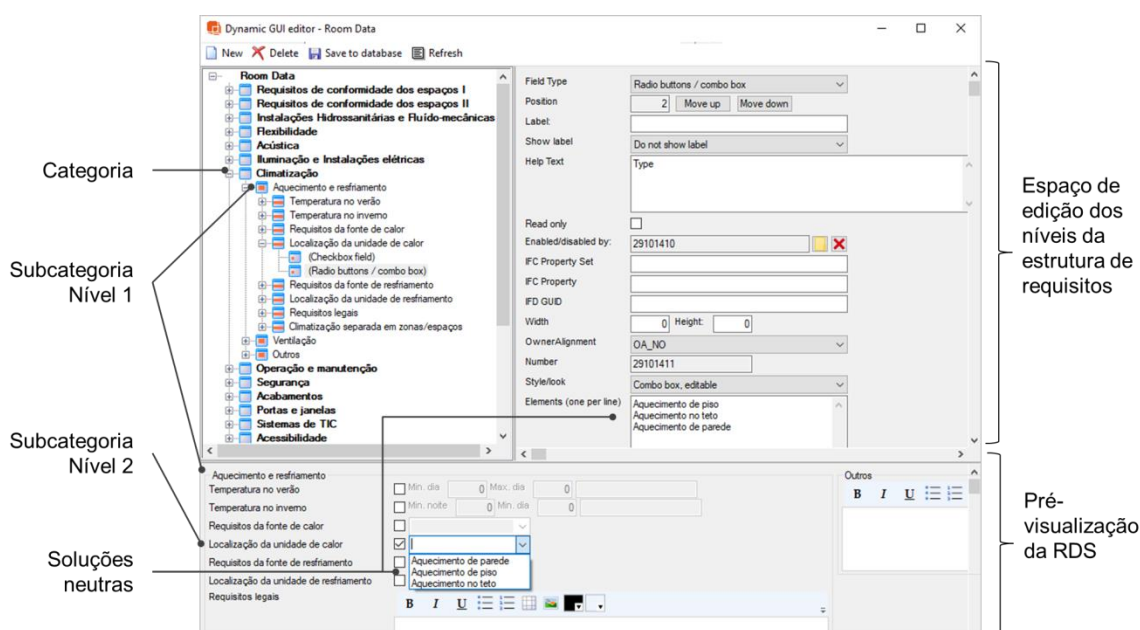 Dynamic GUI editor - Room Data
New Delete Save to database Refresh
Room Data
Requisitos de conformidade dos espaços I
Requisitos de conformidade dos espaços II
Instalações Hidrossanitárias e Fluído-mecânicas
Flexibilidade
Acústica
Iluminação e Instalações elétricas
Climatização
Aquecimento e resfriamento
Temperatura no verão
Temperatura no inverno
Requisitos da fonte de calor
Localização da unidade de calor
(Checkbox field)
(Radio buttons / combo box)
Requisitos da fonte de resfriamento
Localização da unidade de resfriamento
Requisitos legais
Climatização separada em zonas/espaços
Ventilação
Outros
Operação e manutenção
Segurança
Acabamentos
Portas e janelas
Sistemas de TIC
Acessibilidade
Field Type Radio buttons / combo box
Position 2 Move up Move down
Label:
Show label Do not show label
Help Text Type
Read only
Enabled/disabled by: 29101410
IFC Property Set
IFC Property
IFD GUID
Width 0 Height: 0
OwnerAlignment OA_NO
Number 29101411
Style/look Combo box, editable
Elements (one per line) Aquecimento de piso
Aquecimento no teto
Aquecimento de parede
Categoria
Subcategoria
Nível 1
Subcategoria
Nível 2
Soluções
neutras
Espaço de
edição dos
níveis da
estrutura de
requisitos
Pré-
visualização
da RDS
Aquecimento e resfriamento
Temperatura no verão Min. dia 0 Max. dia 0
Temperatura no inverno Min. noite 0 Min. dia 0
Requisitos da fonte de calor
Localização da unidade de calor
Requisitos da fonte de resfriamento
Localização da unidade de resfriamento
Requisitos legais
Aquecimento de parede
Aquecimento de piso
Aquecimento no teto
B I U
Outros
B I U